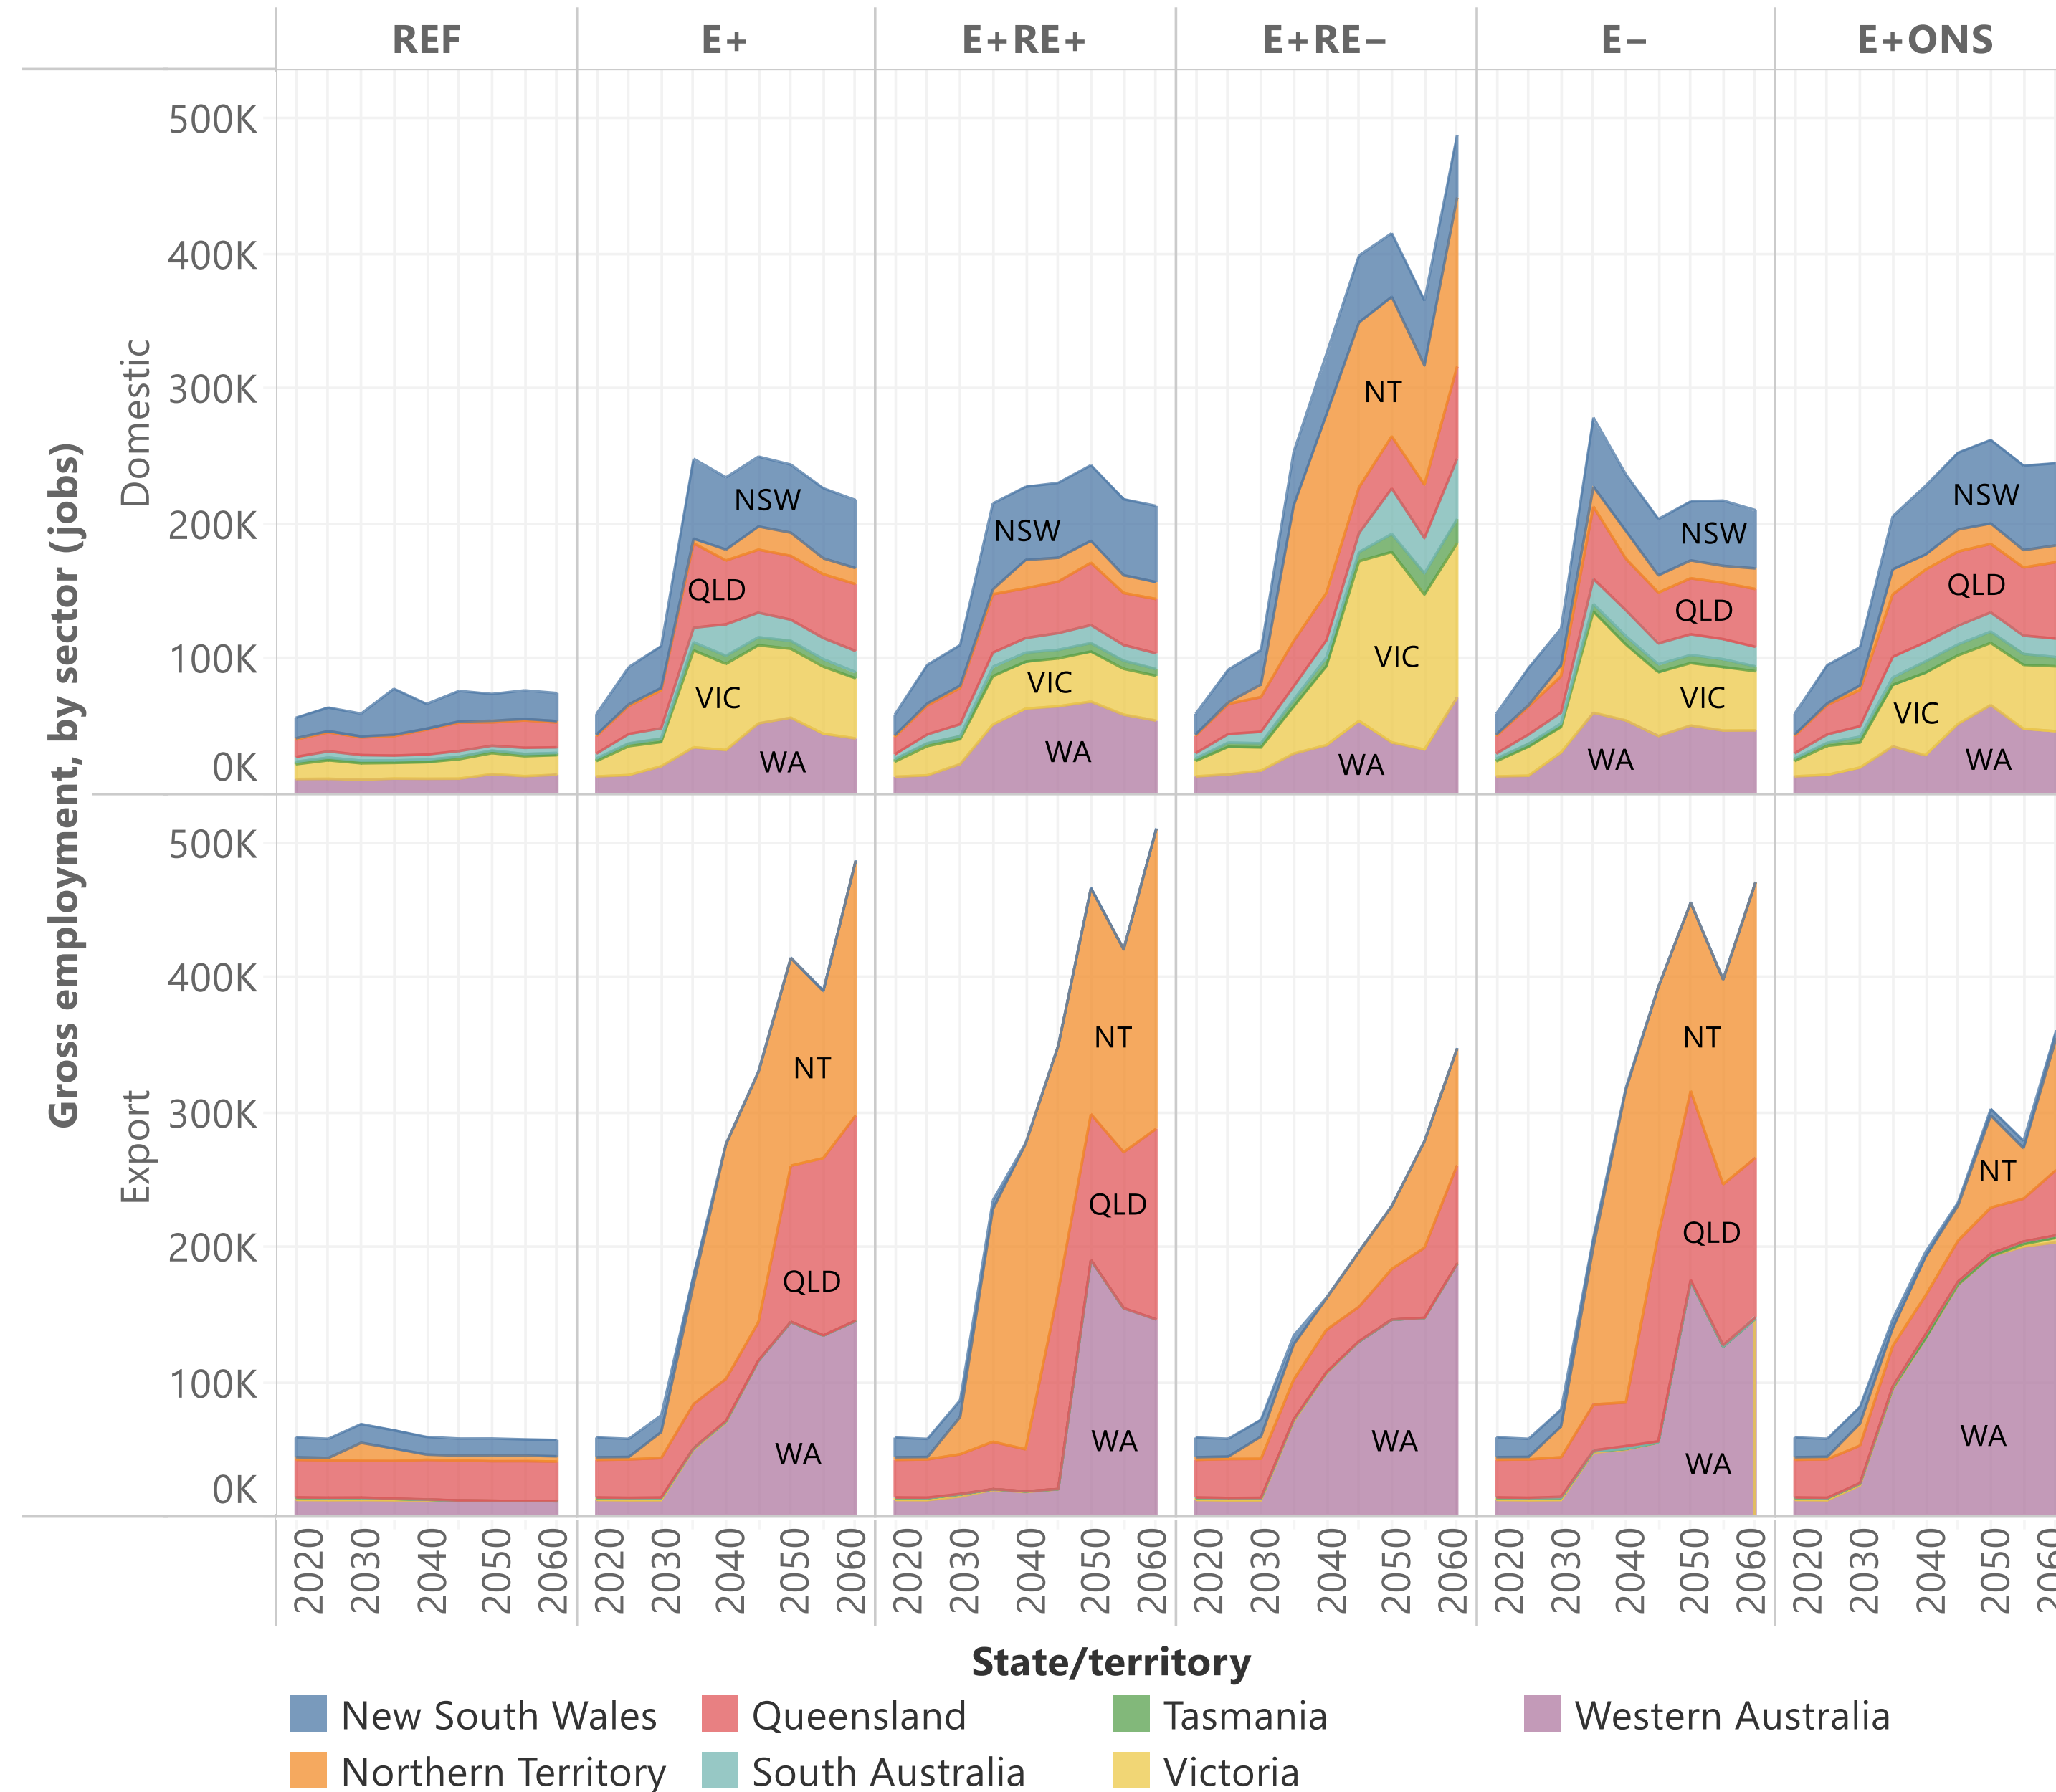 REF E+ E+RE+ E+RE− E− E+ONS
Gross employment, by sector (jobs)
Domestic
500K
400K
300K
200K
100K
0K
NSW
QLD
VIC
WA
NSW
VIC
WA
NT
VIC
WA
NSW
QLD
VIC
WA
NSW
QLD
VIC
WA
Export
500K
400K
300K
200K
100K
0K
NT
QLD
WA
NT
QLD
WA
WA
NT
QLD
WA
NT
WA
2020 2030 2040 2050 2060 2020 2030 2040 2050 2060 2020 2030 2040 2050 2060 2020 2030 2040 2050 2060 2020 2030 2040 2050 2060 2020 2030 2040 2050 2060
State/territory
New South Wales Queensland Tasmania Western Australia
Northern Territory South Australia Victoria